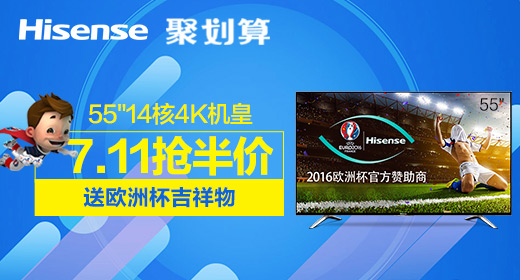 Hisense 聚划算
55"14核4K机皇
7.11抢半价
送欧洲杯吉祥物
55"
EURO2016
Hisense
2016欧洲杯官方赞助商